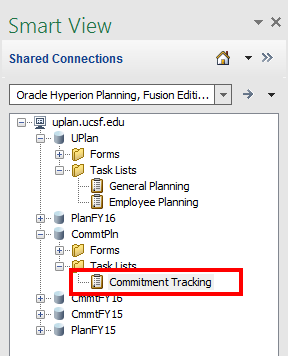 Smart View
Shared Connections
Oracle Hyperion Planning, Fusion Editi...
uplan.ucsf.edu
UPlan
Forms
Task Lists
General Planning
Employee Planning
PlanFY16
CommtPln
Forms
Task Lists
Commitment Tracking
CmmtFY16
CmmtFY15
PlanFY15